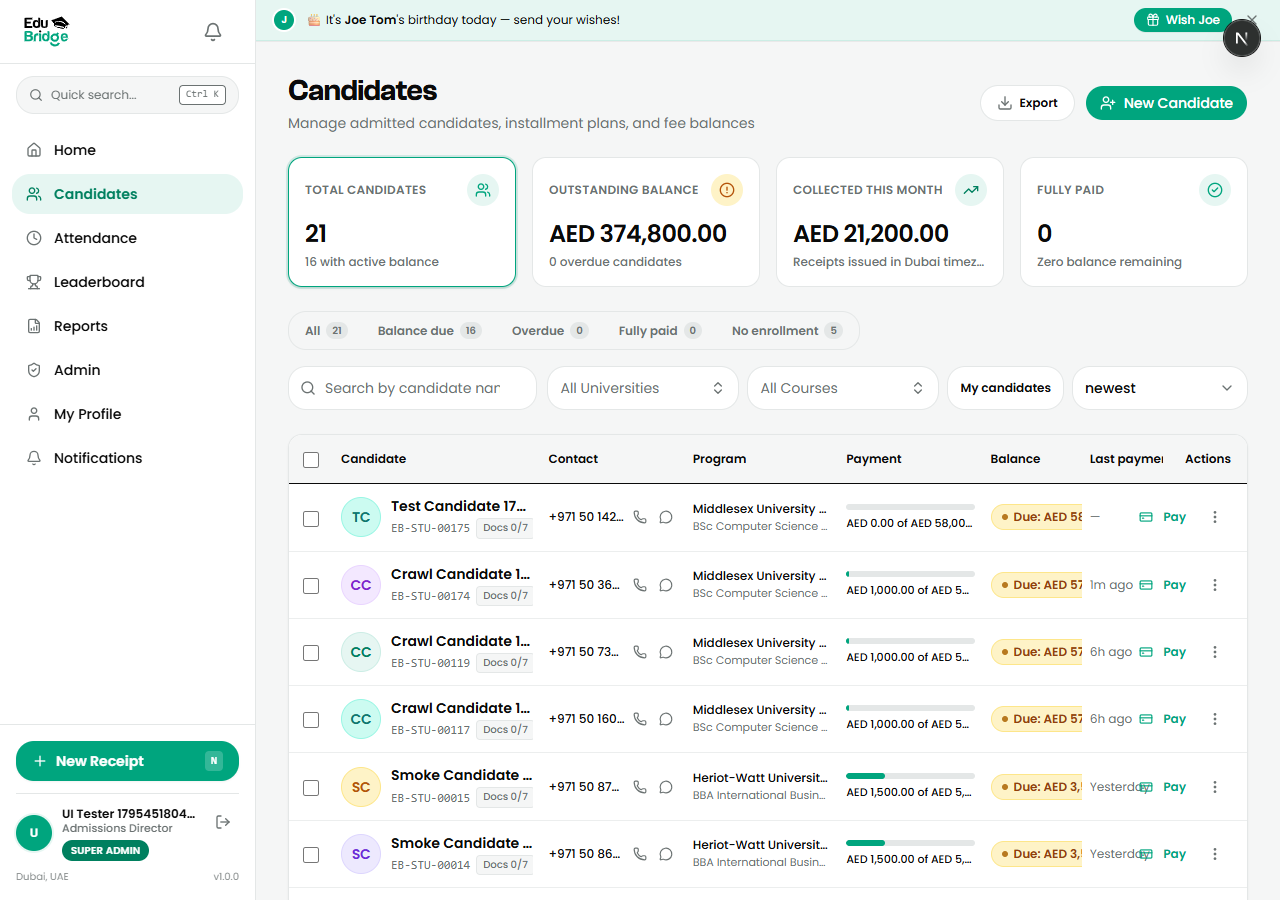 Edu
Bridge
J
It's Joe Tom's birthday today — send your wishes!
Wish Joe
N
Quick search...
Ctrl K
Home
Candidates
Attendance
Leaderboard
Reports
Admin
My Profile
Notifications
New Receipt
N
U
UI Tester 1795451804...
Admissions Director
SUPER ADMIN
Dubai, UAE
v1.0.0
Candidates
Manage admitted candidates, installment plans, and fee balances
Export
New Candidate
TOTAL CANDIDATES
21
16 with active balance
OUTSTANDING BALANCE
AED 374,800.00
0 overdue candidates
COLLECTED THIS MONTH
AED 21,200.00
Receipts issued in Dubai timez...
FULLY PAID
0
Zero balance remaining
All 21
Balance due 16
Overdue 0
Fully paid 0
No enrollment 5
Search by candidate nar
All Universities
All Courses
My candidates
newest
Candidate Contact Program Payment Balance Last paymer Actions
TC
Test Candidate 17...
EB-STU-00175 Docs 0/7
+971 50 142...
Middlesex University ...
BSc Computer Science ...
AED 0.00 of AED 58,00...
Due: AED 58
—
Pay
CC
Crawl Candidate 1...
EB-STU-00174 Docs 0/7
+971 50 36...
Middlesex University ...
BSc Computer Science ...
AED 1,000.00 of AED 5...
Due: AED 57
1m ago
Pay
CC
Crawl Candidate 1...
EB-STU-00119 Docs 0/7
+971 50 73...
Middlesex University ...
BSc Computer Science ...
AED 1,000.00 of AED 5...
Due: AED 57
6h ago
Pay
CC
Crawl Candidate 1...
EB-STU-00117 Docs 0/7
+971 50 160...
Middlesex University ...
BSc Computer Science ...
AED 1,000.00 of AED 5...
Due: AED 57
6h ago
Pay
SC
Smoke Candidate ...
EB-STU-00015 Docs 0/7
+971 50 87...
Heriot-Watt Universit...
BBA International Busin...
AED 1,500.00 of AED 5,...
Due: AED 3,
Yesterday
Pay
SC
Smoke Candidate ...
EB-STU-00014 Docs 0/7
+971 50 86...
Heriot-Watt Universit...
BBA International Busin...
AED 1,500.00 of AED 5,...
Due: AED 3,
Yesterday
Pay